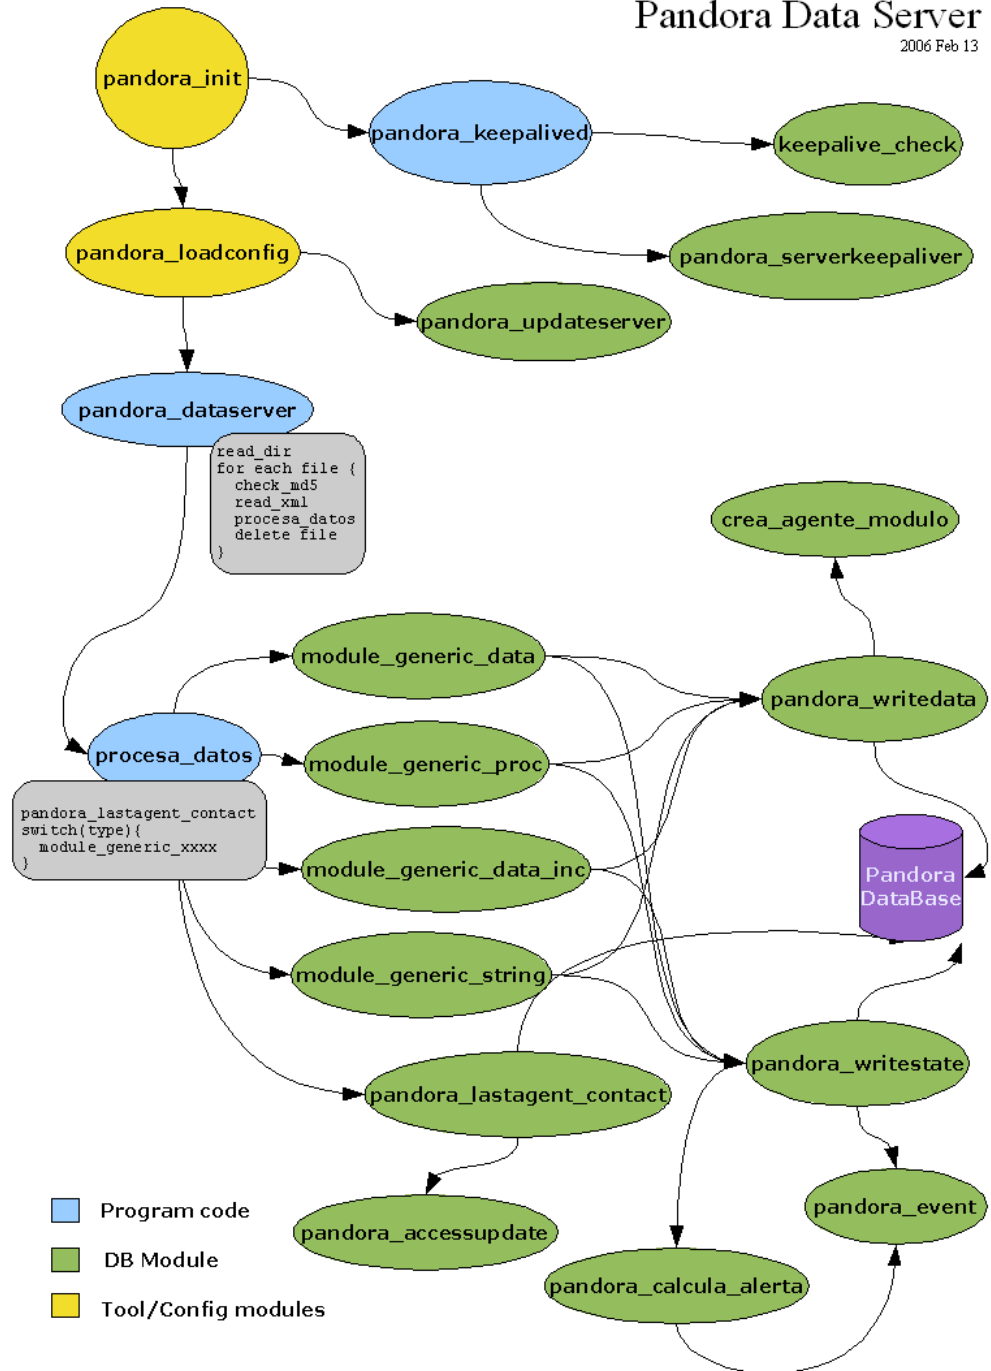 Pandora Data Server
2006 Feb 13
pandora_init
pandora_keepalived
keepalive_check
pandora_loadconfig
pandora_serverkeepaliver
pandora_updateserver
pandora_dataserver
read_dir
for each file {
check_md5
read_xml
procesa_datos
delete file
}
crea_agente_modulo
module_generic_data
pandora_writedata
procesa_datos
module_generic_proc
pandora_lastagent_contact
switch(type){
module_generic_xxxx
}
module_generic_data_inc
Pandora
DataBase
module_generic_string
pandora_writestate
pandora_lastagent_contact
pandora_event
pandora_accessupdate
pandora_calcula_alerta
Program code
DB Module
Tool/Config modules